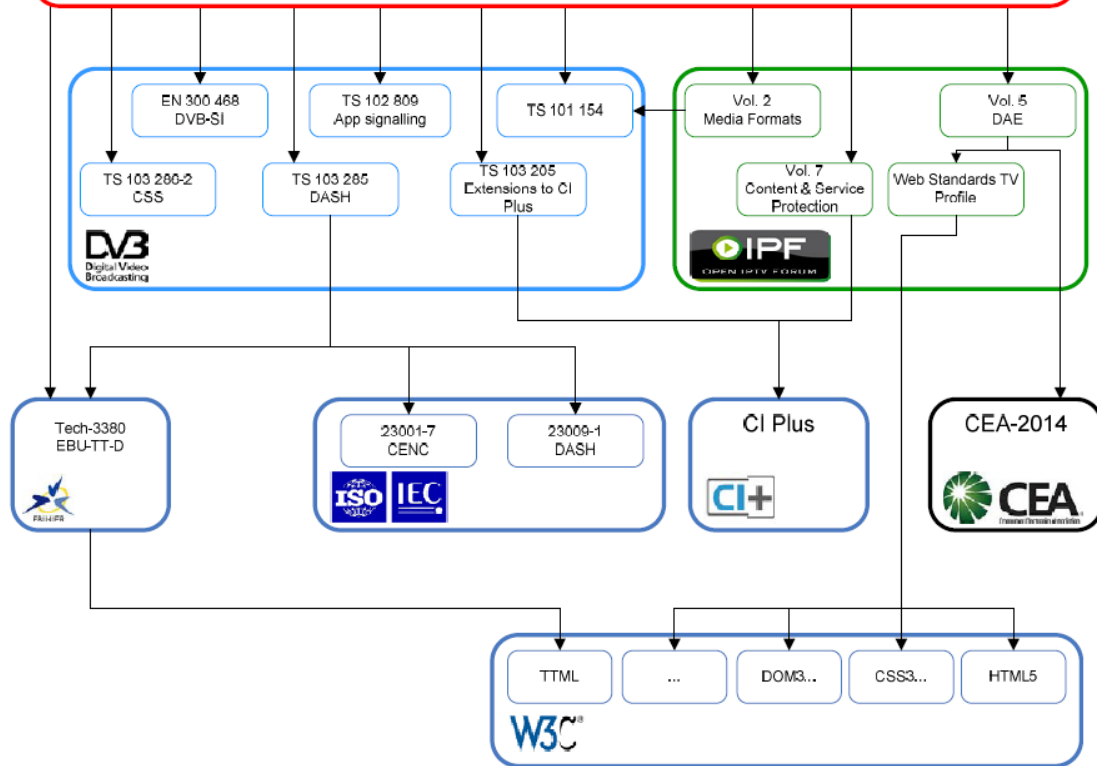 EN 300 468
DVB-SI
TS 102 809
App signalling
TS 101 154
Vol. 2
Media Formats
Vol. 5
DAE
TS 103 286-2
CSS
TS 103 285
DASH
TS 103 205
Extensions to CI
Plus
Vol. 7
Content & Service
Protection
Web Standards TV
Profile
DVB
Digital Video
Broadcasting
IPF
OPEN IPTV FORUM
Tech-3380
EBU-TT-D
23001-7
CENC
23009-1
DASH
ISO
IEC
CI Plus
CI+
CEA-2014
CEA
TTML
...
DOM3...
CSS3...
HTML5
W3C®